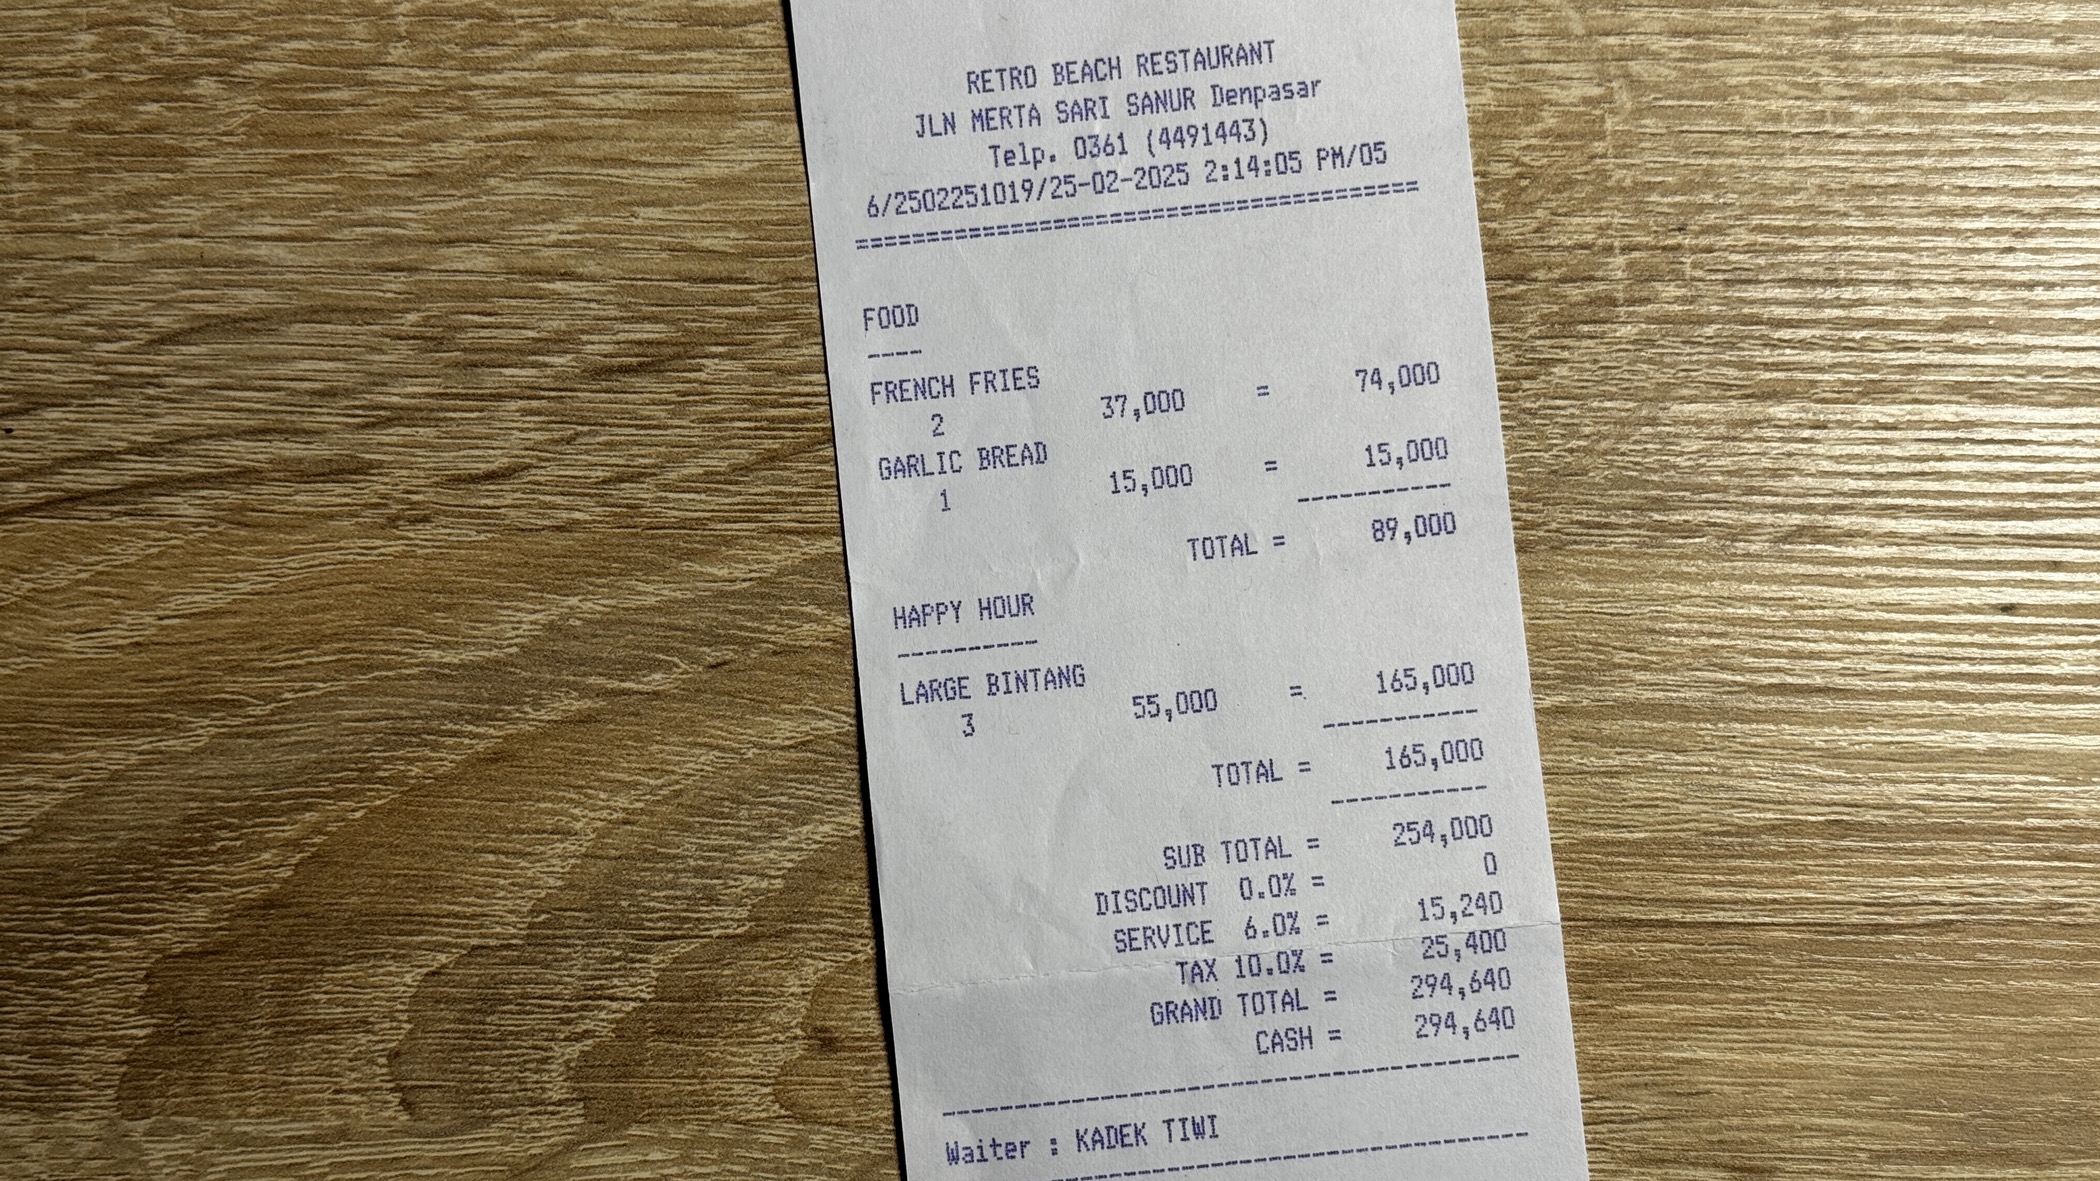 RETRO BEACH RESTAURANT
JLN MERTA SARI SANUR Denpasar
Telp. 0361 (4491443)
6/2502251019/25-02-2025 2:14:05 PM/05
========================================
FOOD
----
FRENCH FRIES
2 37,000 = 74,000
GARLIC BREAD
1 15,000 = 15,000
-----------
TOTAL = 89,000
HAPPY HOUR
----------
LARGE BINTANG
3 55,000 = 165,000
-----------
TOTAL = 165,000
-----------
SUB TOTAL = 254,000
DISCOUNT 0.0% = 0
SERVICE 6.0% = 15,240
TAX 10.0% = 25,400
GRAND TOTAL = 294,640
CASH = 294,640
----------------------------------------
Waiter : KADEK TIWI
----------------------------------------